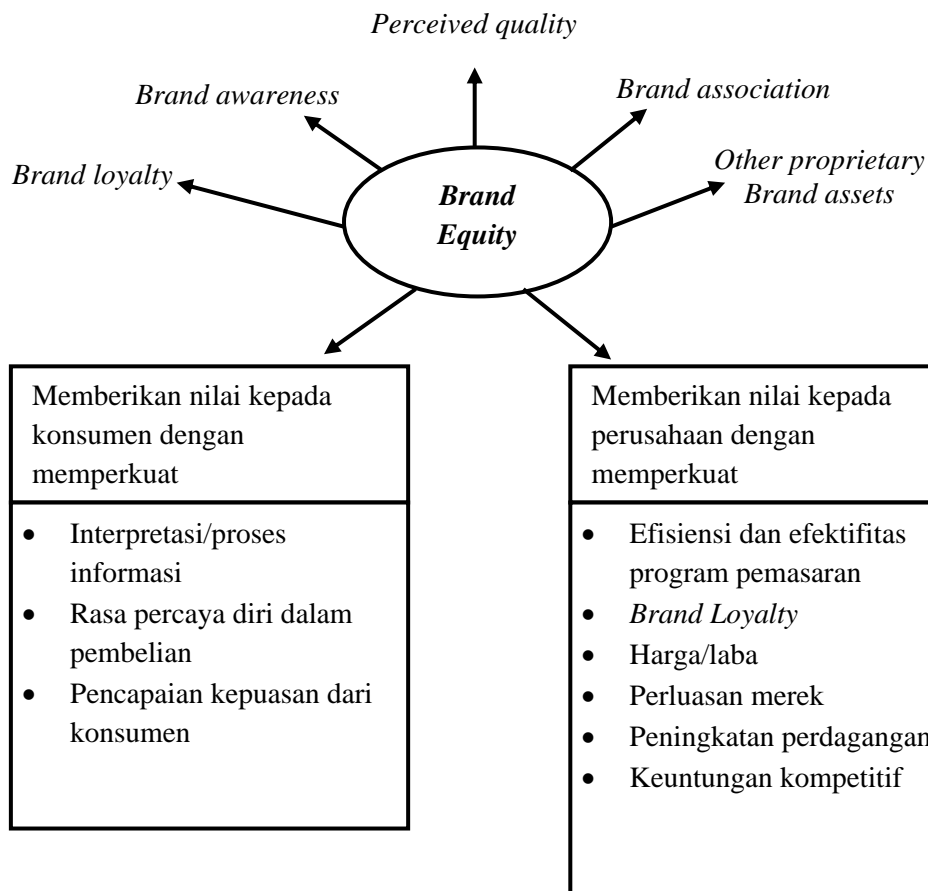 Perceived quality
Brand awareness
Brand association
Brand loyalty
Other proprietary
Brand assets
Brand
Equity
Memberikan nilai kepada
konsumen dengan
memperkuat
• Interpretasi/proses
informasi
• Rasa percaya diri dalam
pembelian
• Pencapaian kepuasan dari
konsumen
Memberikan nilai kepada
perusahaan dengan
memperkuat
• Efisiensi dan efektifitas
program pemasaran
• Brand Loyalty
• Harga/laba
• Perluasan merek
• Peningkatan perdagangan
• Keuntungan kompetitif